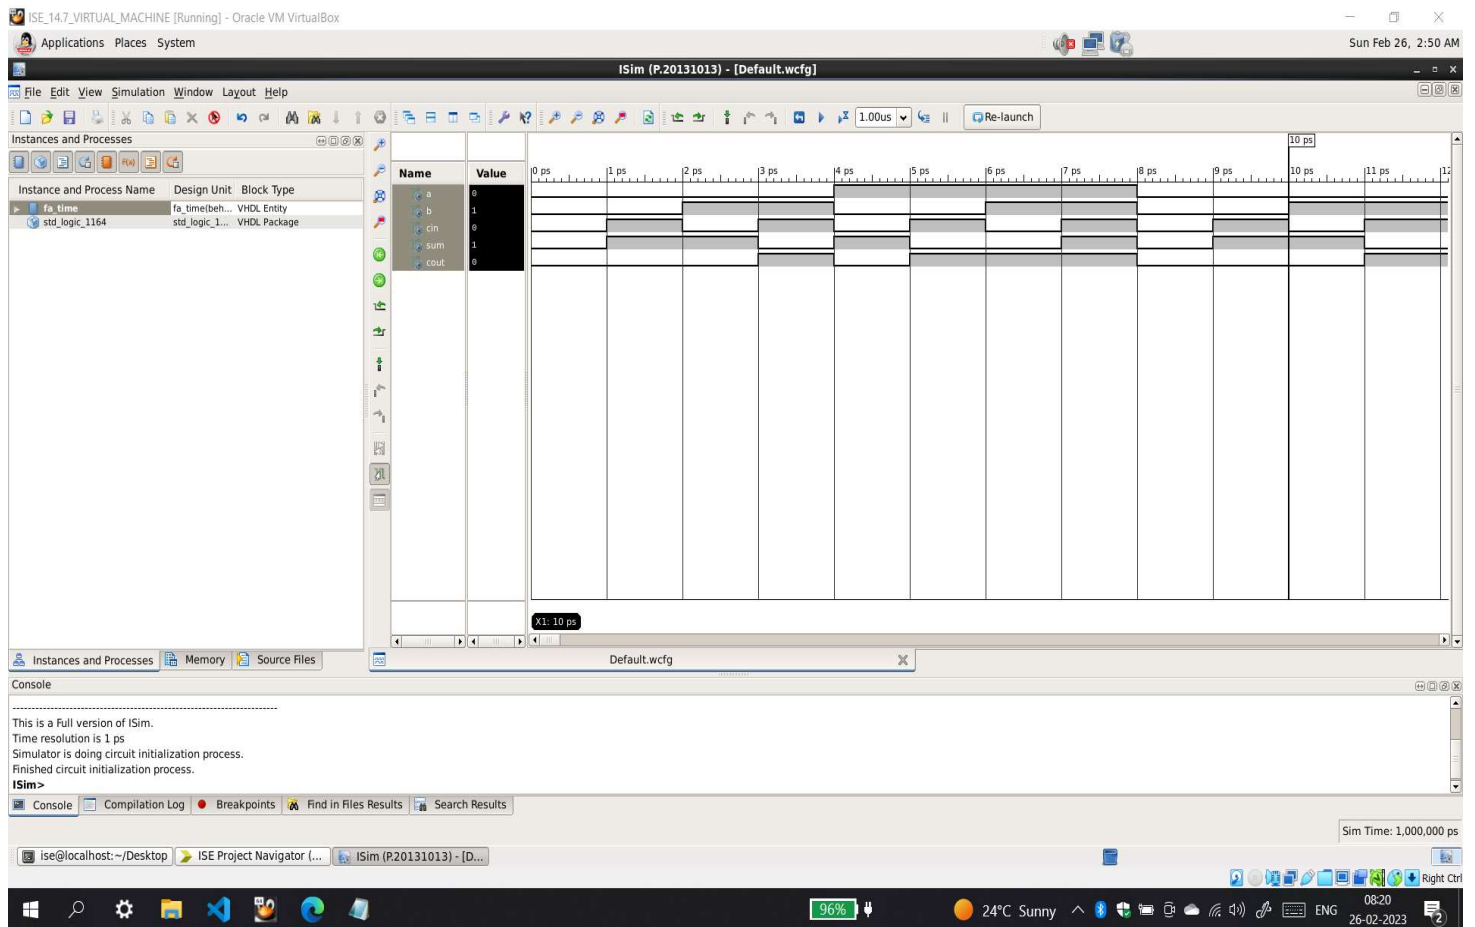 ISE_14.7_VIRTUAL_MACHINE [Running] - Oracle VM VirtualBox
Applications Places System
Sun Feb 26, 2:50 AM
ISim (P.20131013) - [Default.wcfg]
File Edit View Simulation Window Layout Help
1.00us
Re-launch
Instances and Processes
Instance and Process Name Design Unit Block Type
fa_time fa_time(beh... VHDL Entity
std_logic_1164 std_logic_1... VHDL Package
Name Value
a 0
b 1
cin 0
sum 1
cout 0
10 ps
0 ps 1 ps 2 ps 3 ps 4 ps 5 ps 6 ps 7 ps 8 ps 9 ps 10 ps 11 ps 12
X1: 10 ps
Instances and Processes Memory Source Files
Default.wcfg
Console
This is a Full version of ISim.
Time resolution is 1 ps
Simulator is doing circuit initialization process.
Finished circuit initialization process.
ISim>
Console Compilation Log Breakpoints Find in Files Results Search Results
Sim Time: 1,000,000 ps
ise@localhost:~/Desktop ISE Project Navigator (... ISim (P.20131013) - [D...
Right Ctrl
96% 24°C Sunny ENG 08:20
26-02-2023
2